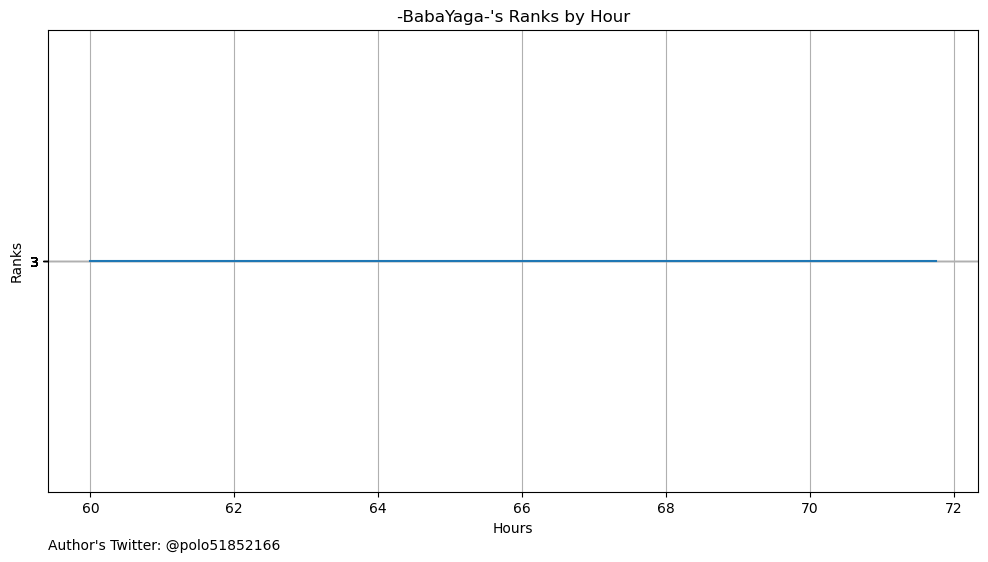 -BabaYaga-'s Ranks by Hour
Ranks
3
60 62 64 66 68 70 72
Hours
Author's Twitter: @polo51852166